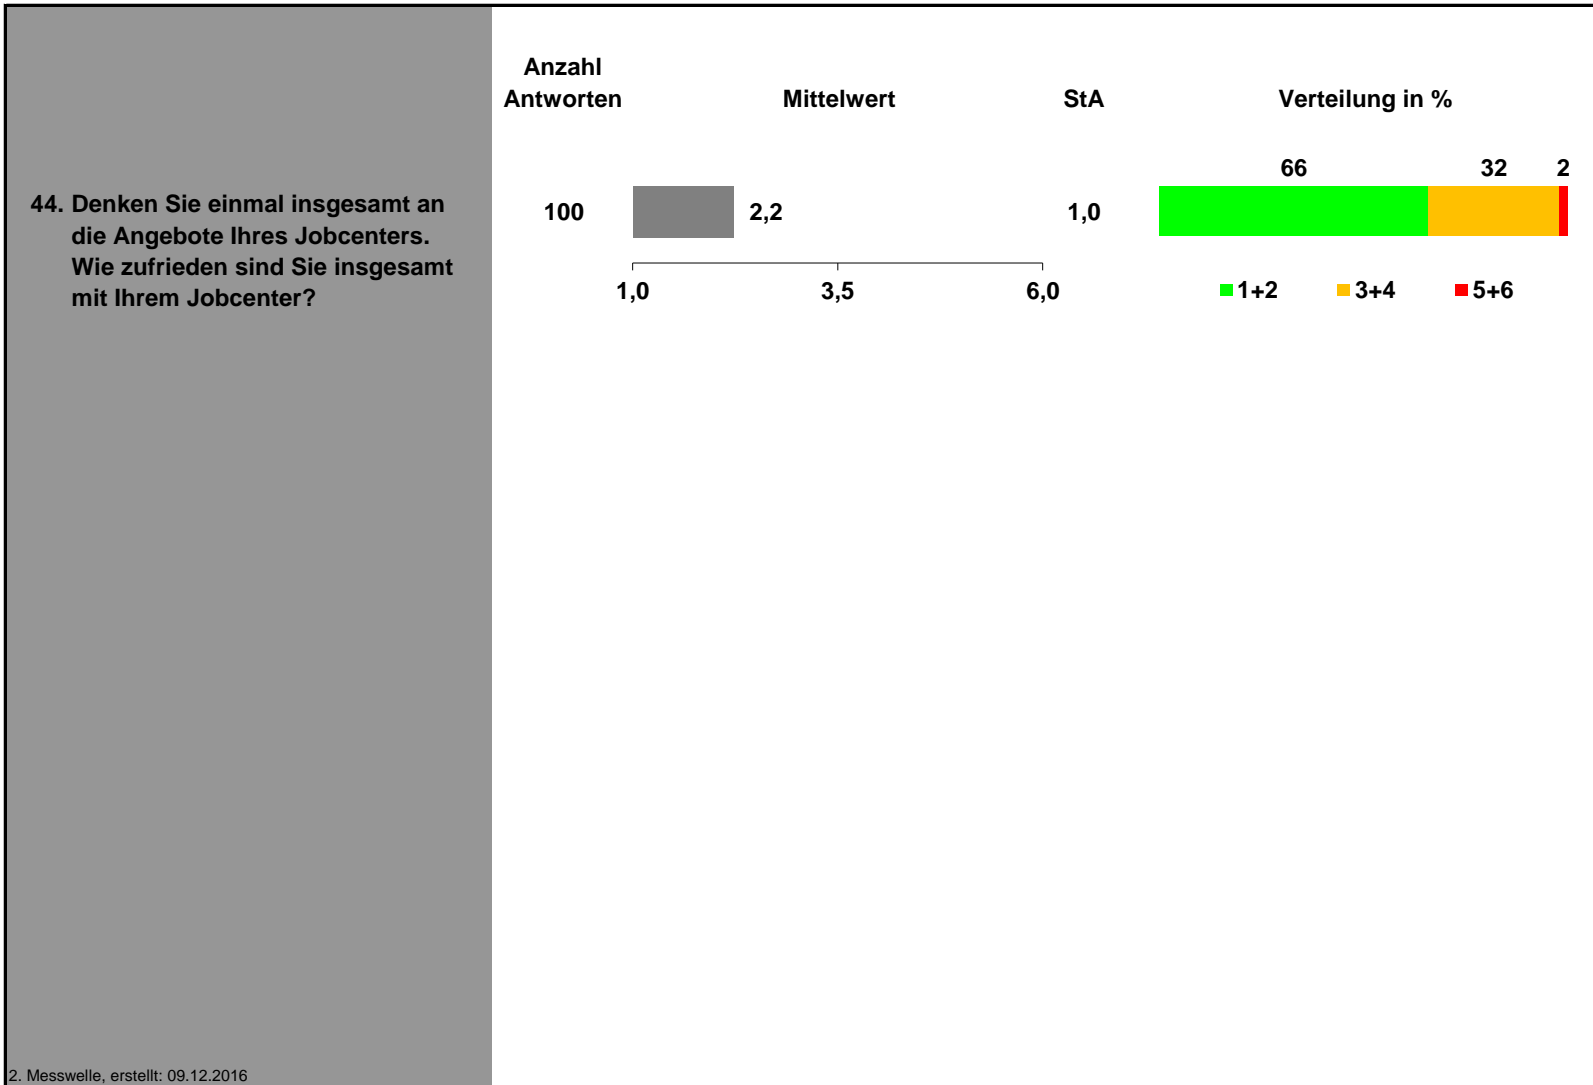 Anzahl
Antworten
Mittelwert
StA
Verteilung in %
44. Denken Sie einmal insgesamt an
die Angebote Ihres Jobcenters.
Wie zufrieden sind Sie insgesamt
mit Ihrem Jobcenter?
100
2,2
1,0
66
32
2
1,0
3,5
6,0
1+2
3+4
5+6
2. Messwelle, erstellt: 09.12.2016